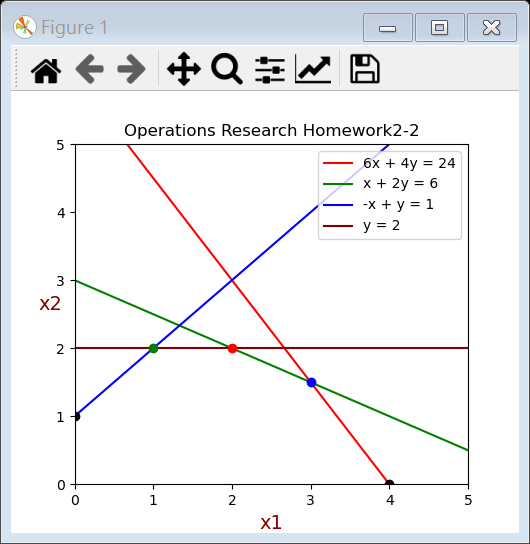 Figure 1
Operations Research Homework2-2
6x + 4y = 24
x + 2y = 6
-x + y = 1
y = 2
5
4
3
2
1
0
x2
0 1 2 3 4 5
x1